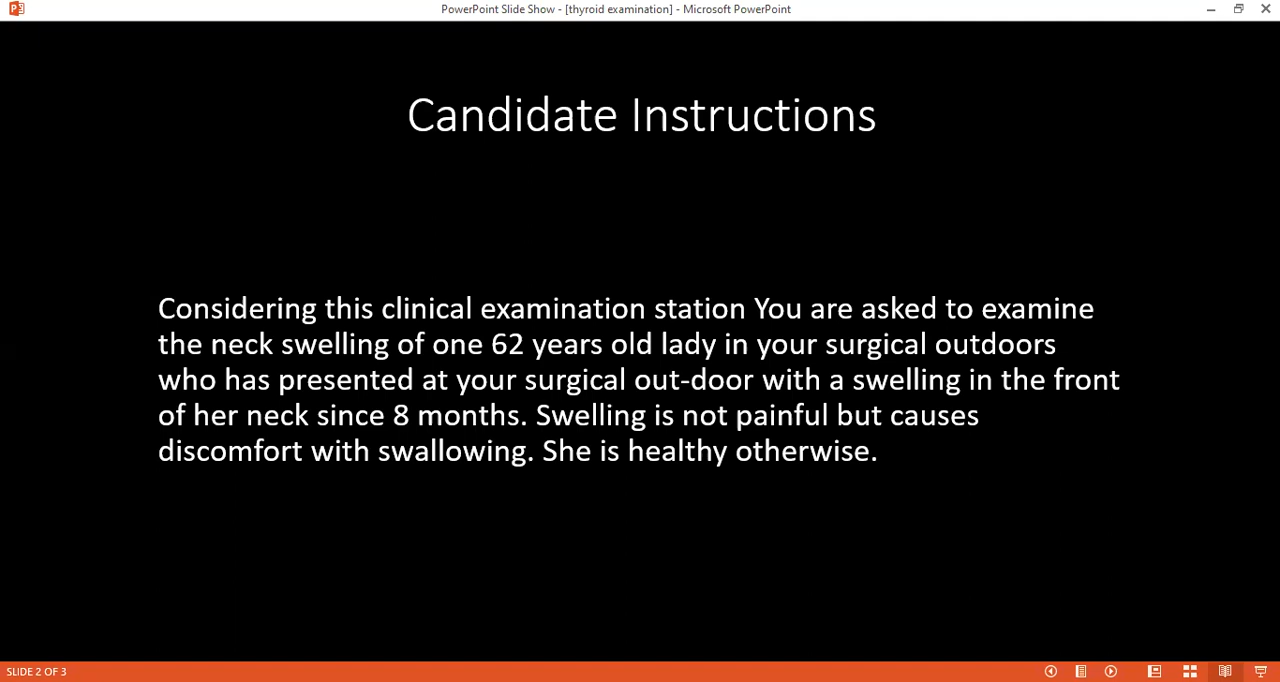 PowerPoint Slide Show - [thyroid examination] - Microsoft PowerPoint
Candidate Instructions
Considering this clinical examination station You are asked to examine
the neck swelling of one 62 years old lady in your surgical outdoors
who has presented at your surgical out-door with a swelling in the front
of her neck since 8 months. Swelling is not painful but causes
discomfort with swallowing. She is healthy otherwise.
SLIDE 2 OF 3